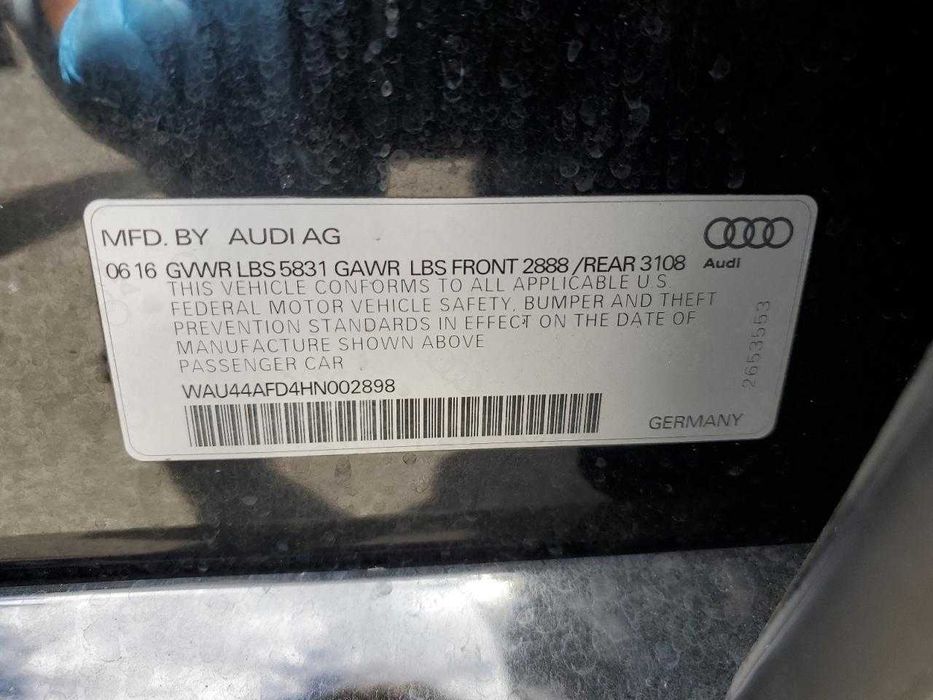 MFD. BY AUDI AG
Audi
0616 GVWR LBS 5831 GAWR LBS FRONT 2888 /REAR 3108
THIS VEHICLE CONFORMS TO ALL APPLICABLE U.S
FEDERAL MOTOR VEHICLE SAFETY, BUMPER AND THEFT
PREVENTION STANDARDS IN EFFECT ON THE DATE OF
MANUFACTURE SHOWN ABOVE
PASSENGER CAR
WAU44AFD4HN002898
GERMANY
2653553